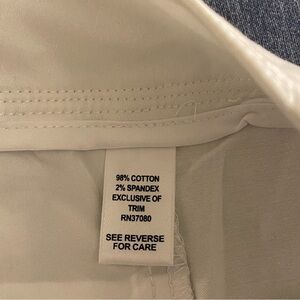 98% COTTON
2% SPANDEX
EXCLUSIVE OF
TRIM
RN37080
SEE REVERSE
FOR CARE